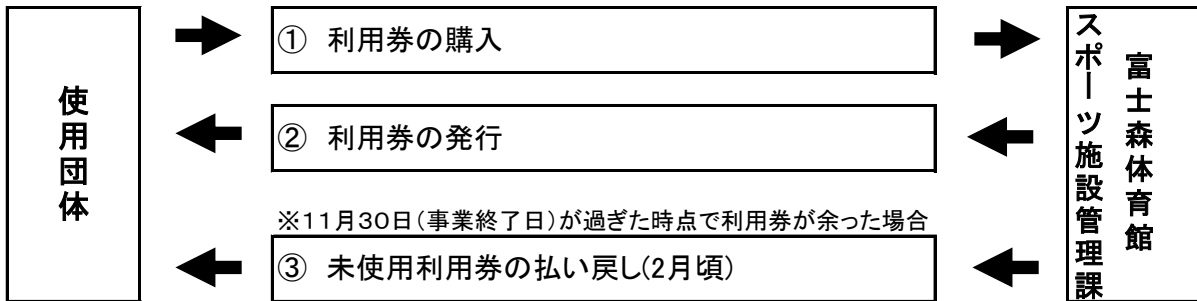 使用団体
① 利用券の購入
② 利用券の発行
※11月30日(事業終了日)が過ぎた時点で利用券が余った場合
③ 未使用利用券の払い戻し(2月頃)
富士森体育館
スポーツ施設管理課